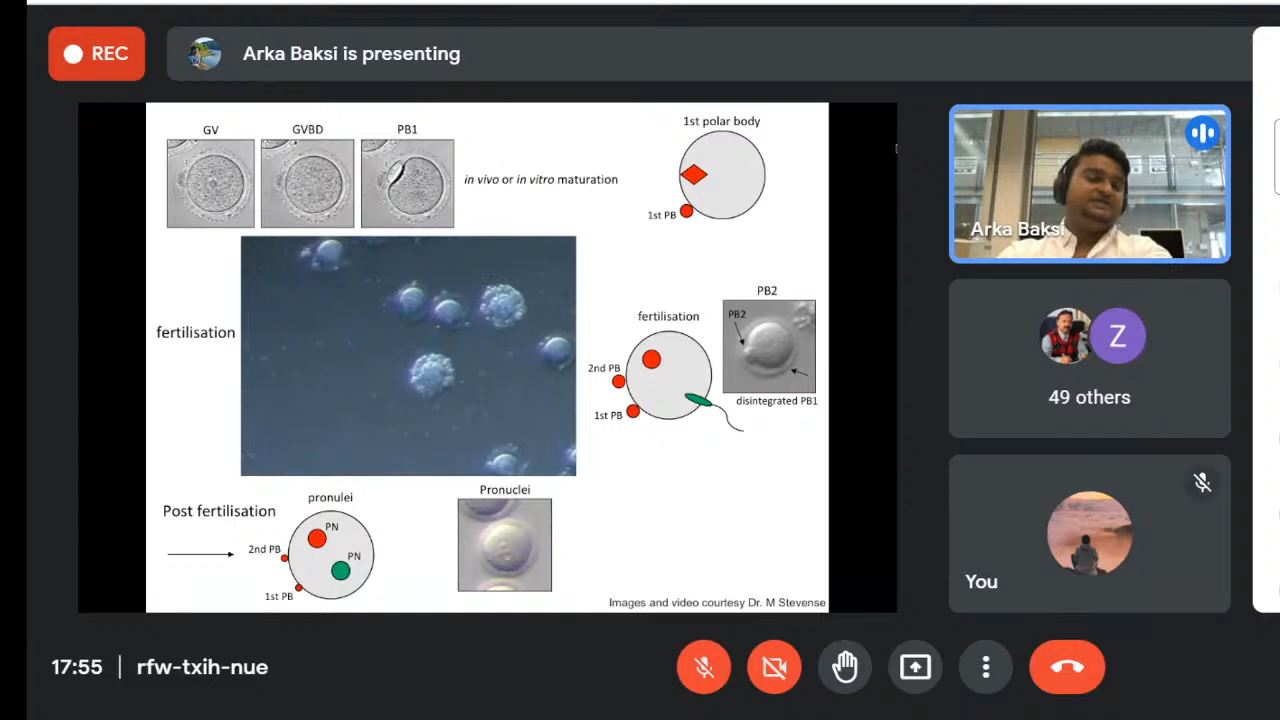 REC
Arka Baksi is presenting
GV
GVBD
PB1
1st polar body
in vivo or in vitro maturation
1st PB
Arka Baksi
fertilisation
fertilisation
PB2
PB2
2nd PB
1st PB
disintegrated PB1
Z
49 others
Post fertilisation
pronulei
PN
PN
2nd PB
1st PB
Pronuclei
Images and video courtesy Dr. M Stevense
You
17:55 | rfw-txih-nue